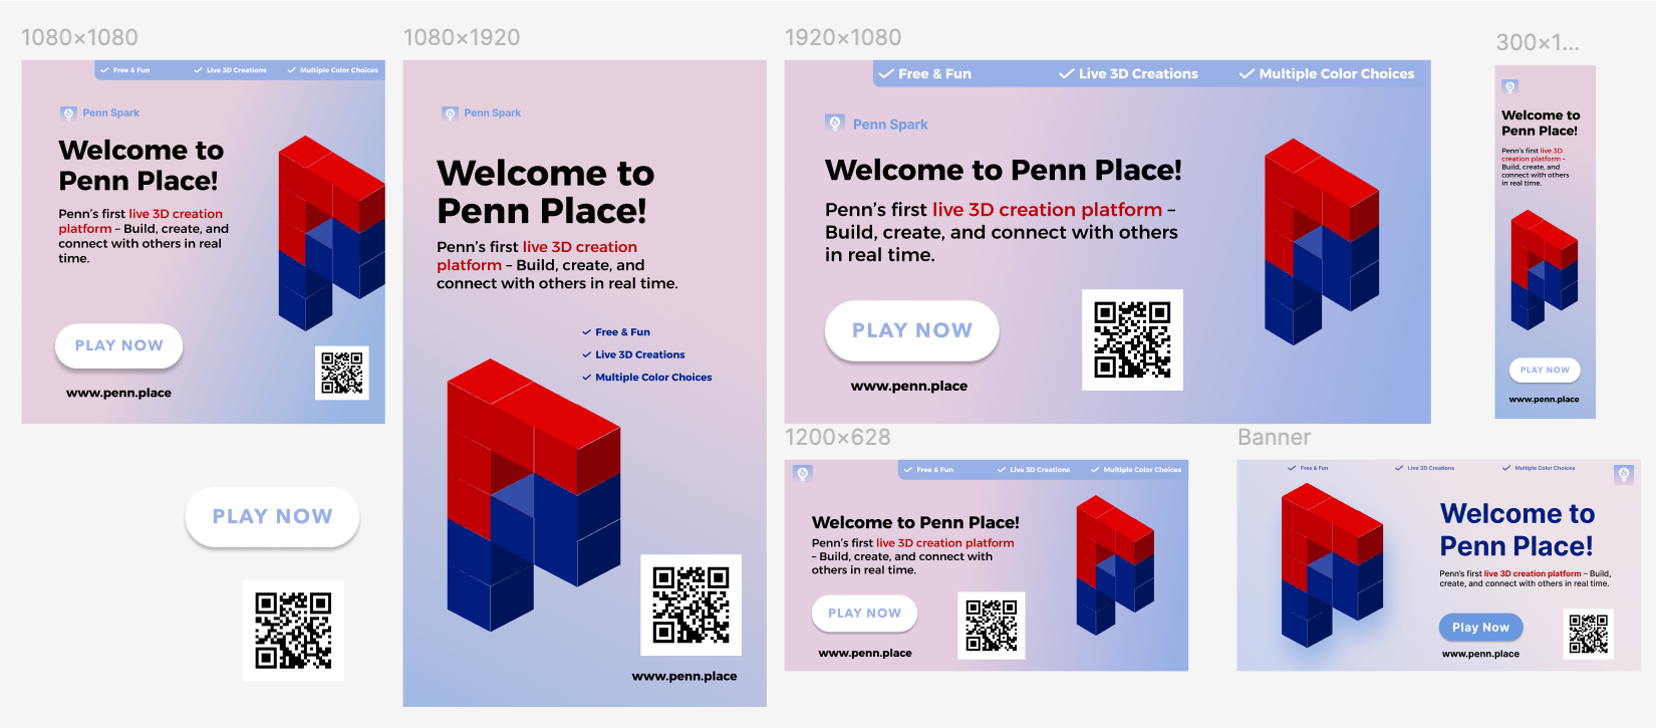 1080×1080
Free & Fun
Live 3D Creations
Multiple Color Choices
Penn Spark
Welcome to
Penn Place!
Penn's first live 3D creation
platform – Build, create, and
connect with others in real
time.
PLAY NOW
www.penn.place
PLAY NOW
1080×1920
Penn Spark
Welcome to
Penn Place!
Penn's first live 3D creation
platform – Build, create, and
connect with others in real time.
Free & Fun
Live 3D Creations
Multiple Color Choices
www.penn.place
1920×1080
Free & Fun
Live 3D Creations
Multiple Color Choices
Penn Spark
Welcome to Penn Place!
Penn's first live 3D creation platform –
Build, create, and connect with others
in real time.
PLAY NOW
www.penn.place
300×1...
Welcome to
Penn Place!
Penn's first live 3D
creation platform –
Build, create, and
connect with others
in real time.
PLAY NOW
www.penn.place
1200×628
Free & Fun
Live 3D Creations
Multiple Color Choices
Welcome to Penn Place!
Penn's first live 3D creation platform
– Build, create, and connect with
others in real time.
PLAY NOW
www.penn.place
Banner
Free & Fun
Live 3D Creations
Multiple Color Choices
Welcome to
Penn Place!
Penn's first live 3D creation platform – Build,
create, and connect with others in real time.
Play Now
www.penn.place